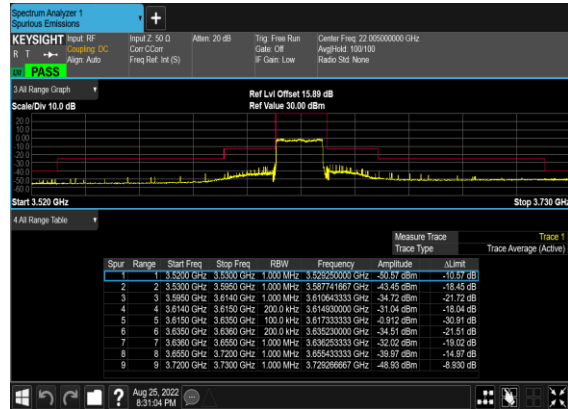 Spectrum Analyzer 1
Spurious Emissions
+
KEYSIGHT Input: RF Input Z: 50 Ω Atten: 20 dB Trig: Free Run Center Freq: 22.005000000 GHz
R T Coupling: DC Corr CCorr Gate: Off Avg|Hold: 100/100
Align: Auto Freq Ref: Int (S) IF Gain: Low Radio Std: None
PASS
3 All Range Graph Ref Lvl Offset 15.89 dB
Scale/Div 10.0 dB Ref Value 30.00 dBm
20.0
10.0
0.00
-10.0
-20.0
-30.0
-40.0
-50.0
-60.0
Start 3.520 GHz Stop 3.730 GHz
4 All Range Table
Measure Trace Trace 1
Trace Type Trace Average (Active)
Spur Range Start Freq Stop Freq RBW Frequency Amplitude ΔLimit
1 1 3.5200 GHz 3.5300 GHz 1.000 MHz 3.529250000 GHz -50.57 dBm -10.57 dB
2 2 3.5300 GHz 3.5950 GHz 1.000 MHz 3.587741667 GHz -43.45 dBm -18.45 dB
3 3 3.5950 GHz 3.6140 GHz 1.000 MHz 3.610643333 GHz -34.72 dBm -21.72 dB
4 4 3.6140 GHz 3.6150 GHz 200.0 kHz 3.614930000 GHz -31.04 dBm -18.04 dB
5 5 3.6150 GHz 3.6350 GHz 100.0 kHz 3.617333333 GHz -0.912 dBm -30.91 dB
6 6 3.6350 GHz 3.6360 GHz 200.0 kHz 3.635230000 GHz -34.51 dBm -21.51 dB
7 7 3.6360 GHz 3.6550 GHz 1.000 MHz 3.636253333 GHz -32.02 dBm -19.02 dB
8 8 3.6550 GHz 3.7200 GHz 1.000 MHz 3.655433333 GHz -39.97 dBm -14.97 dB
9 9 3.7200 GHz 3.7300 GHz 1.000 MHz 3.729266667 GHz -48.93 dBm -8.930 dB
? Aug 25, 2022
8:31:04 PM